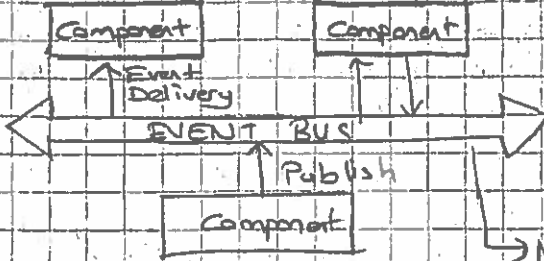 Component Component
Event
Delivery
EVENT BUS
Publish
Component